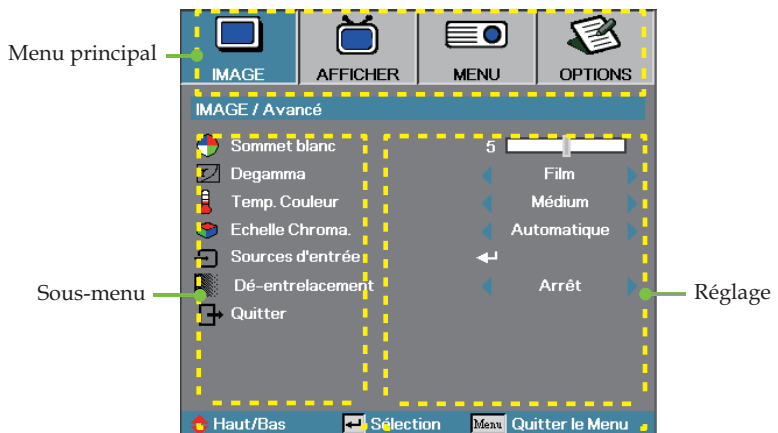 Menu principal
IMAGE AFFICHER MENU OPTIONS
IMAGE / Avancé
Sommet blanc 5
Degamma Film
Temp. Couleur Médium
Echelle Chroma. Automatique
Sources d'entrée
Dé-entrelacement Arrêt
Sous-menu
Réglage
Quitter
Haut/Bas Sélection Menu Quitter le Menu